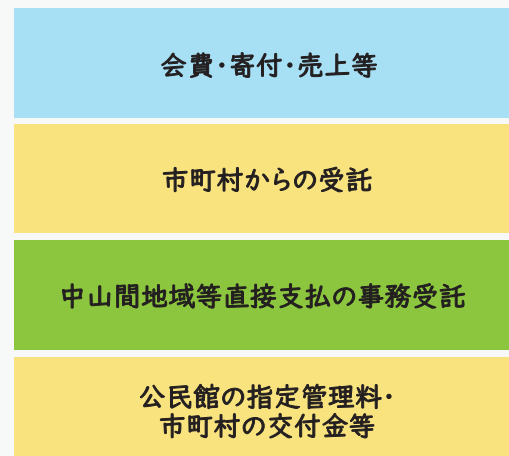 会費・寄付・売上等
市町村からの受託
中山間地域等直接支払の事務受託
公民館の指定管理料・
市町村の交付金等